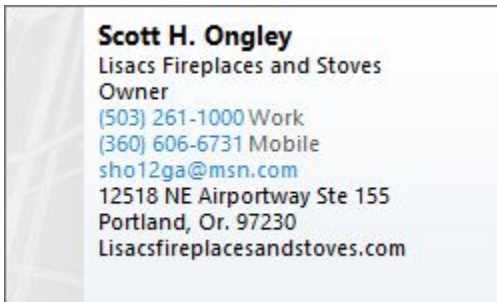 Scott H. Ongley
Lisacs Fireplaces and Stoves
Owner
(503) 261-1000 Work
(360) 606-6731 Mobile
sho12ga@msn.com
12518 NE Airportway Ste 155
Portland, Or. 97230
Lisacsfireplacesandstoves.com